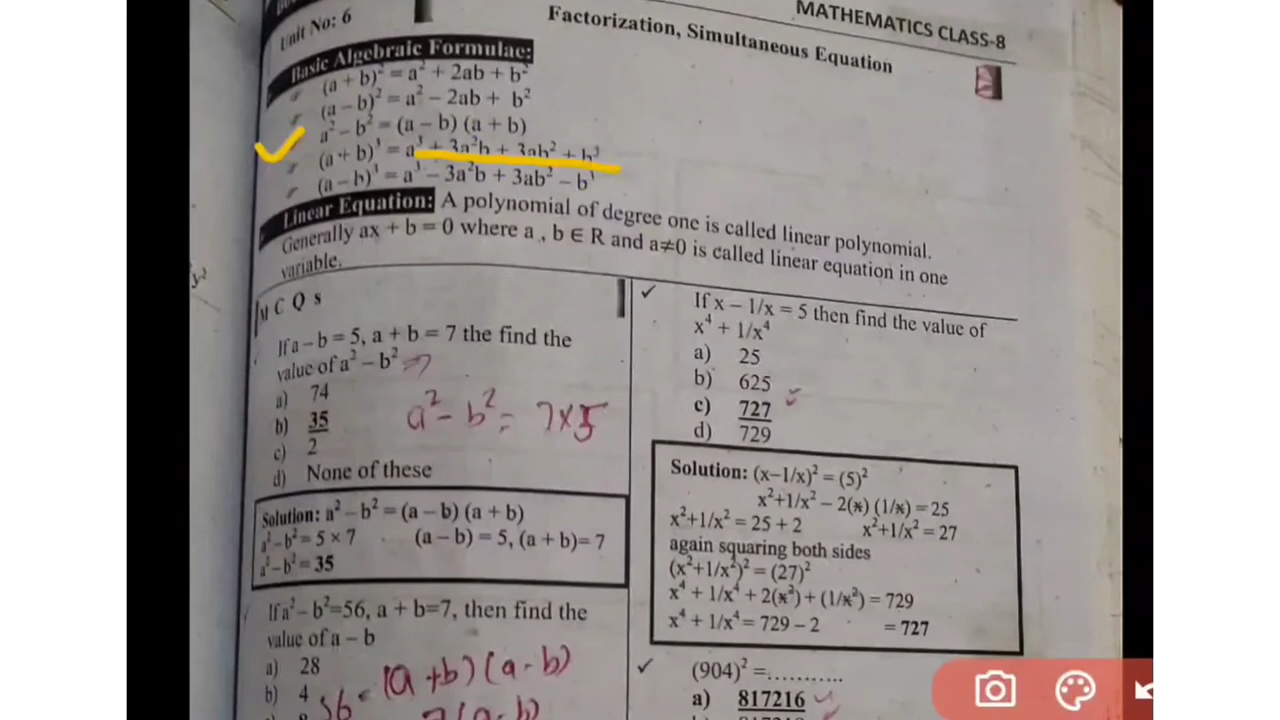 MATHEMATICS CLASS-8
Unit No: 6
Factorization, Simultaneous Equation
Basic Algebraic Formulae:
(a + b)² = a² + 2ab + b²
(a – b)² = a² – 2ab + b²
a² – b² = (a – b) (a + b)
(a + b)³ = a³ + 3a²b + 3ab² + b³
(a – b)³ = a³ – 3a²b + 3ab² – b³
Linear Equation: A polynomial of degree one is called linear polynomial.
Generally ax + b = 0 where a , b ∈ R and a≠0 is called linear equation in one
variable.
M C Q s
If a – b = 5, a + b = 7 the find the
value of a² – b²
a) 74
b) 35
c) 2
d) None of these
a² – b² = 7×5
Solution: a² – b² = (a – b) (a + b)
a² – b² = 5 × 7 (a – b) = 5, (a + b)= 7
a² – b² = 35
If a² – b²=56, a + b=7, then find the
value of a – b
a) 28
b) 4
(a+b) (a-b)
56 =
7(a-b)
y²
If x – 1/x = 5 then find the value of
x⁴ + 1/x⁴
a) 25
b) 625
c) 727
d) 729
Solution: (x–1/x)² = (5)²
x²+1/x² – 2(x) (1/x) = 25
x²+1/x² = 25 + 2 x²+1/x² = 27
again squaring both sides
(x²+1/x²)² = (27)²
x⁴ + 1/x⁴ + 2(x²) + (1/x²) = 729
x⁴ + 1/x⁴ = 729 – 2 = 727
(904)² =...........
a) 817216